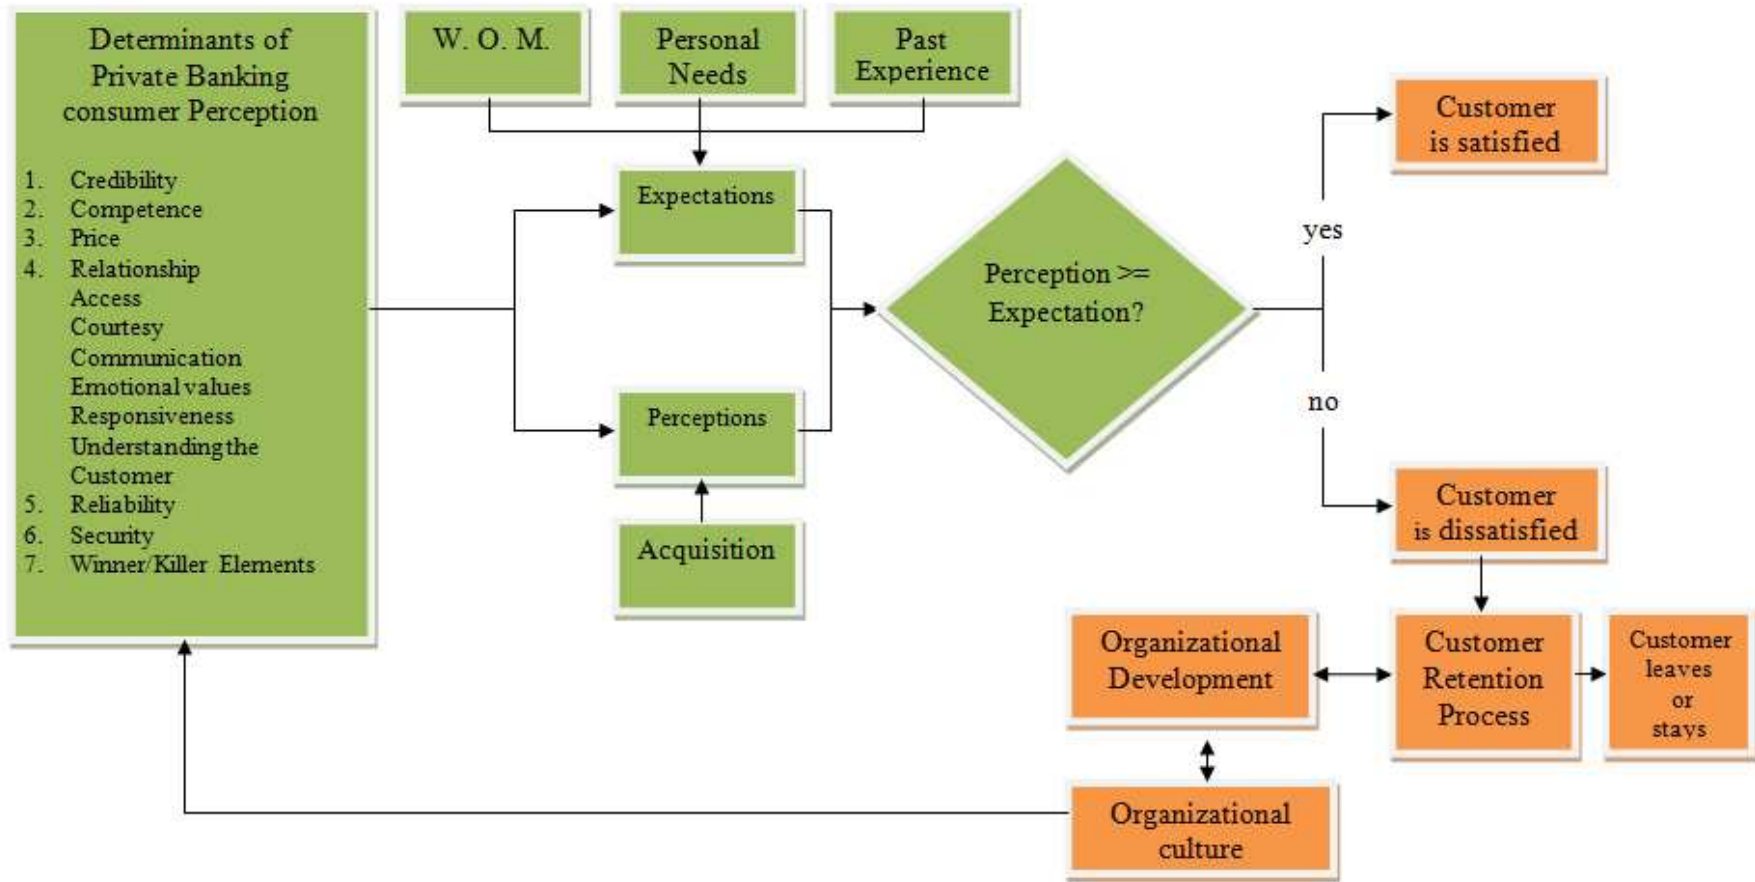 Determinants of
Private Banking
consumer Perception
1. Credibility
2. Competence
3. Price
4. Relationship
Access
Courtesy
Communication
Emotional values
Responsiveness
Understanding the
Customer
5. Reliability
6. Security
7. Winner/Killer Elements
W. O. M.
Personal
Needs
Past
Experience
Expectations
Perceptions
Acquisition
Perception >=
Expectation?
yes
no
Customer
is satisfied
Customer
is dissatisfied
Customer
Retention
Process
Customer
leaves
or
stays
Organizational
Development
Organizational
culture